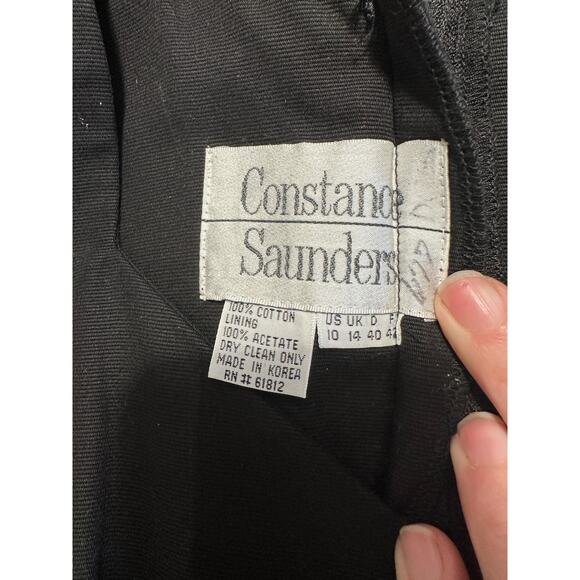 Constance
Saunders
100% COTTON
LINING
100% ACETATE
DRY CLEAN ONLY
MADE IN KOREA
RN # 61812
US UK D F
10 14 40 42